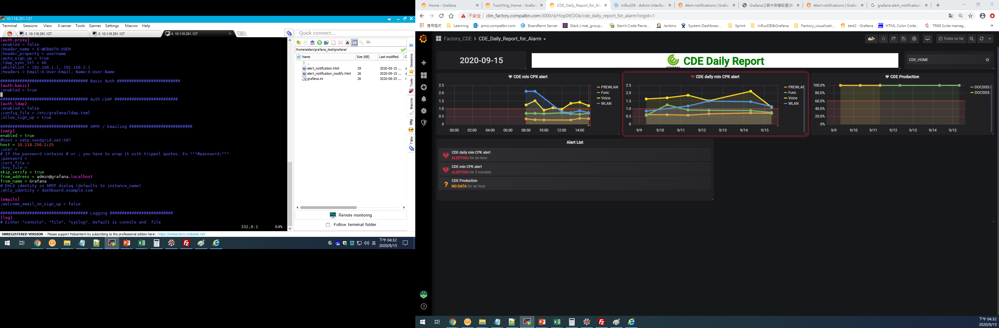 10.118.251.127
Terminal Sessions View X server Tools Games Settings Macros Help
2. 10.118.251.127
3. 10.118.251.127
4. 10.118.251.127
[auth.proxy]
;enabled = false
;header_name = X-WEBAUTH-USER
;header_property = username
;auto_sign_up = true
;ldap_sync_ttl = 60
;whitelist = 192.168.1.1, 192.168.2.1
;headers = Email:X-User-Email, Name:X-User-Name
#################################### Basic Auth ##########################
[auth.basic]
;enabled = true
#################################### Auth LDAP ##########################
[auth.ldap]
;enabled = false
;config_file = /etc/grafana/ldap.toml
;allow_sign_up = true
#################################### SMTP / Emailing ##########################
[smtp]
enabled = true
#host = smtp.sendgrid.net:587
host = 10.118.250.2:25
;user =
# If the password contains # or ; you have to wrap it with trippel quotes. Ex """#password;"""
;password =
;cert_file =
;key_file =
skip_verify = true
from_address = admin@grafana.localhost
from_name = Grafana
# EHLO identity in SMTP dialog (defaults to instance_name)
;ehlo_identity = dashboard.example.com
[emails]
;welcome_email_on_sign_up = false
#################################### Logging ##########################
[log]
# Either "console", "file", "syslog". Default is console and  file
332,0-1 64%
Quick connect...
/home/aidan/grafana_test/grafana/
Name Size (KB) Last modified
..
alert_notification.html 29 2020-09-15 ...
alert_notification_modify.html 26 2020-09-15 ...
grafana.ini 26 2020-08-25 ...
Sessions
Tools
Macros
Sftp
Tabs
Remote monitoring
Follow terminal folder
UNREGISTERED VERSION - Please support MobaXterm by subscribing to the professional edition here: https://mobaxterm.mobatek.net
英
下午 04:32
2020/9/15
Home - Grafana
TwoWing_Home - Grafana
CDE_Daily_Report_for_Ala
InfluxDB - Admin Interface
Alert notifications | Grafan
Grafana之郵件告警設置(
Alert notifications | Grafan
grafana alert_notification.
不安全 cbn_factory.compalbn.com:3000/d/Hop0tEDGk/cde_daily_report_for_alarm?orgId=1
應用程式 Learning pmo.compalbn.com Boardfarm Server Slack | mat_group... Gerrit Code Revie... Jenkins System Dashboar... Sprint InfluxDB&Grafana Factory_visualizati... test2 - Grafana HTML Color Code... TR69 Suite manag... »
Factory_CDE > CDE_Daily_Report_for_Alarm
Today so far
2020-09-15
CDE Daily Report
CDE_HOME
CDE min CPK alert
2.5
2.0
1.5
1.0
0.5
0
00:00 02:00 04:00 06:00 08:00 10:00 12:00 14:00
PREWLAN
Func
Voice
WLAN
CDE daily min CPK alert
2.5
2.0
1.5
1.0
0.5
0
9/9 9/10 9/11 9/12 9/13 9/14 9/15
PREWLAN
Func
Voice
WLAN
CDE Production
100.0%
80.0%
60.0%
40.0%
20.0%
0%
9/9 9/10 9/11 9/12 9/13 9/14 9/15
DOCSIS3.
DOCSIS3.
Alert List
CDE daily min CPK alert
ALERTING for an hour
CDE min CPK alert
ALERTING for 3 minutes
CDE Production
NO DATA for an hour
下午 04:32
2020/9/15